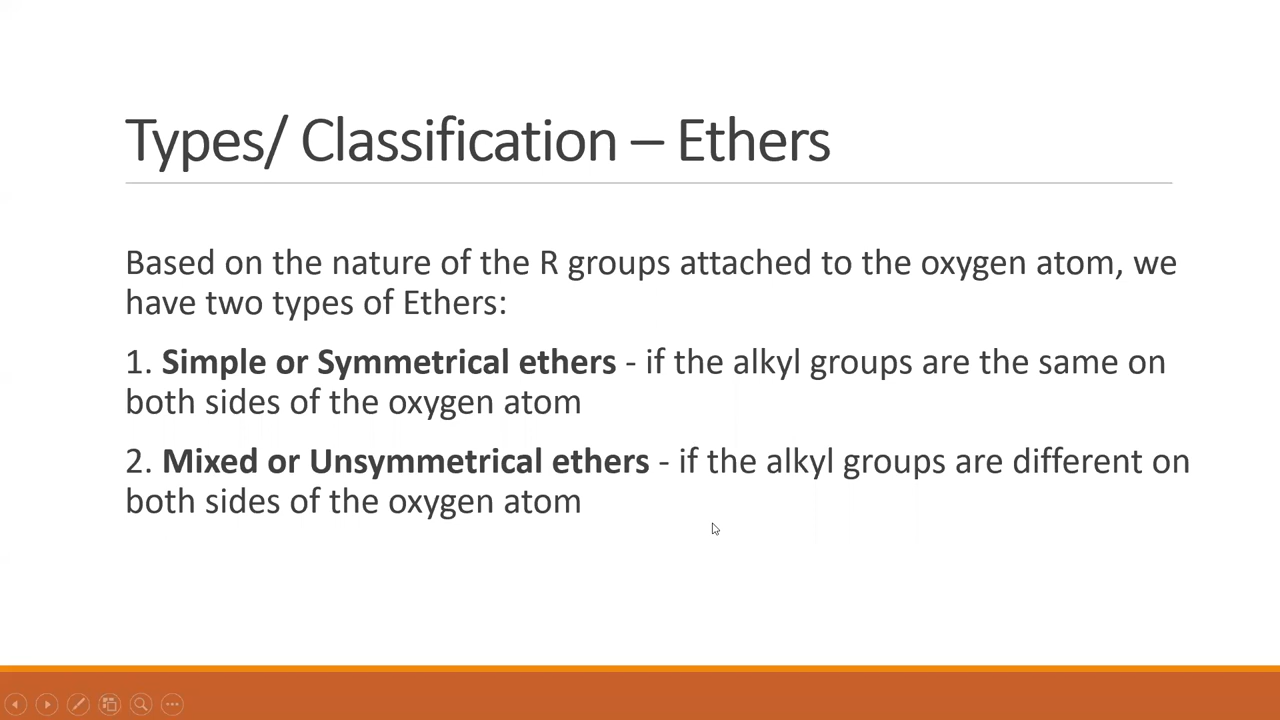 Types/ Classification – Ethers
Based on the nature of the R groups attached to the oxygen atom, we
have two types of Ethers:
1. Simple or Symmetrical ethers - if the alkyl groups are the same on
both sides of the oxygen atom
2. Mixed or Unsymmetrical ethers - if the alkyl groups are different on
both sides of the oxygen atom